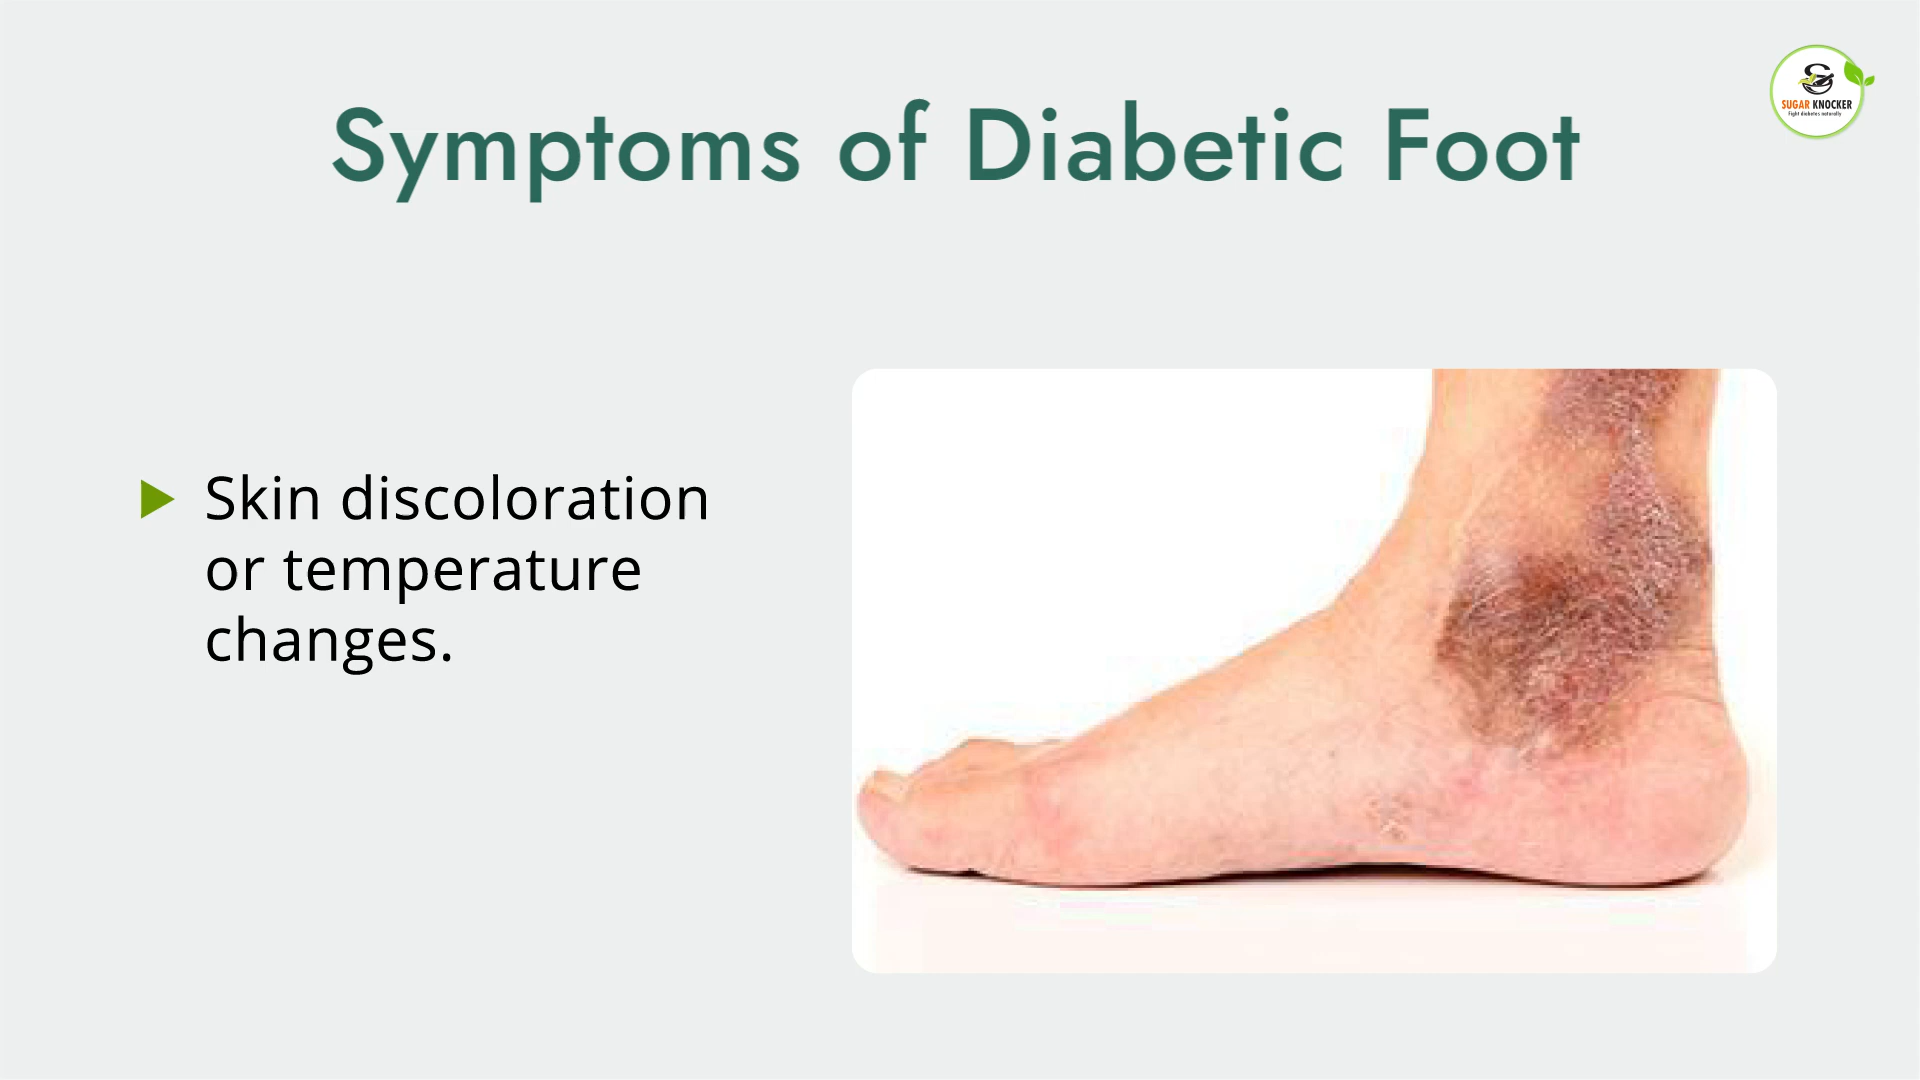 Symptoms of Diabetic Foot
SUGAR KNOCKER
Fight diabetes naturally
Skin discoloration
or temperature
changes.